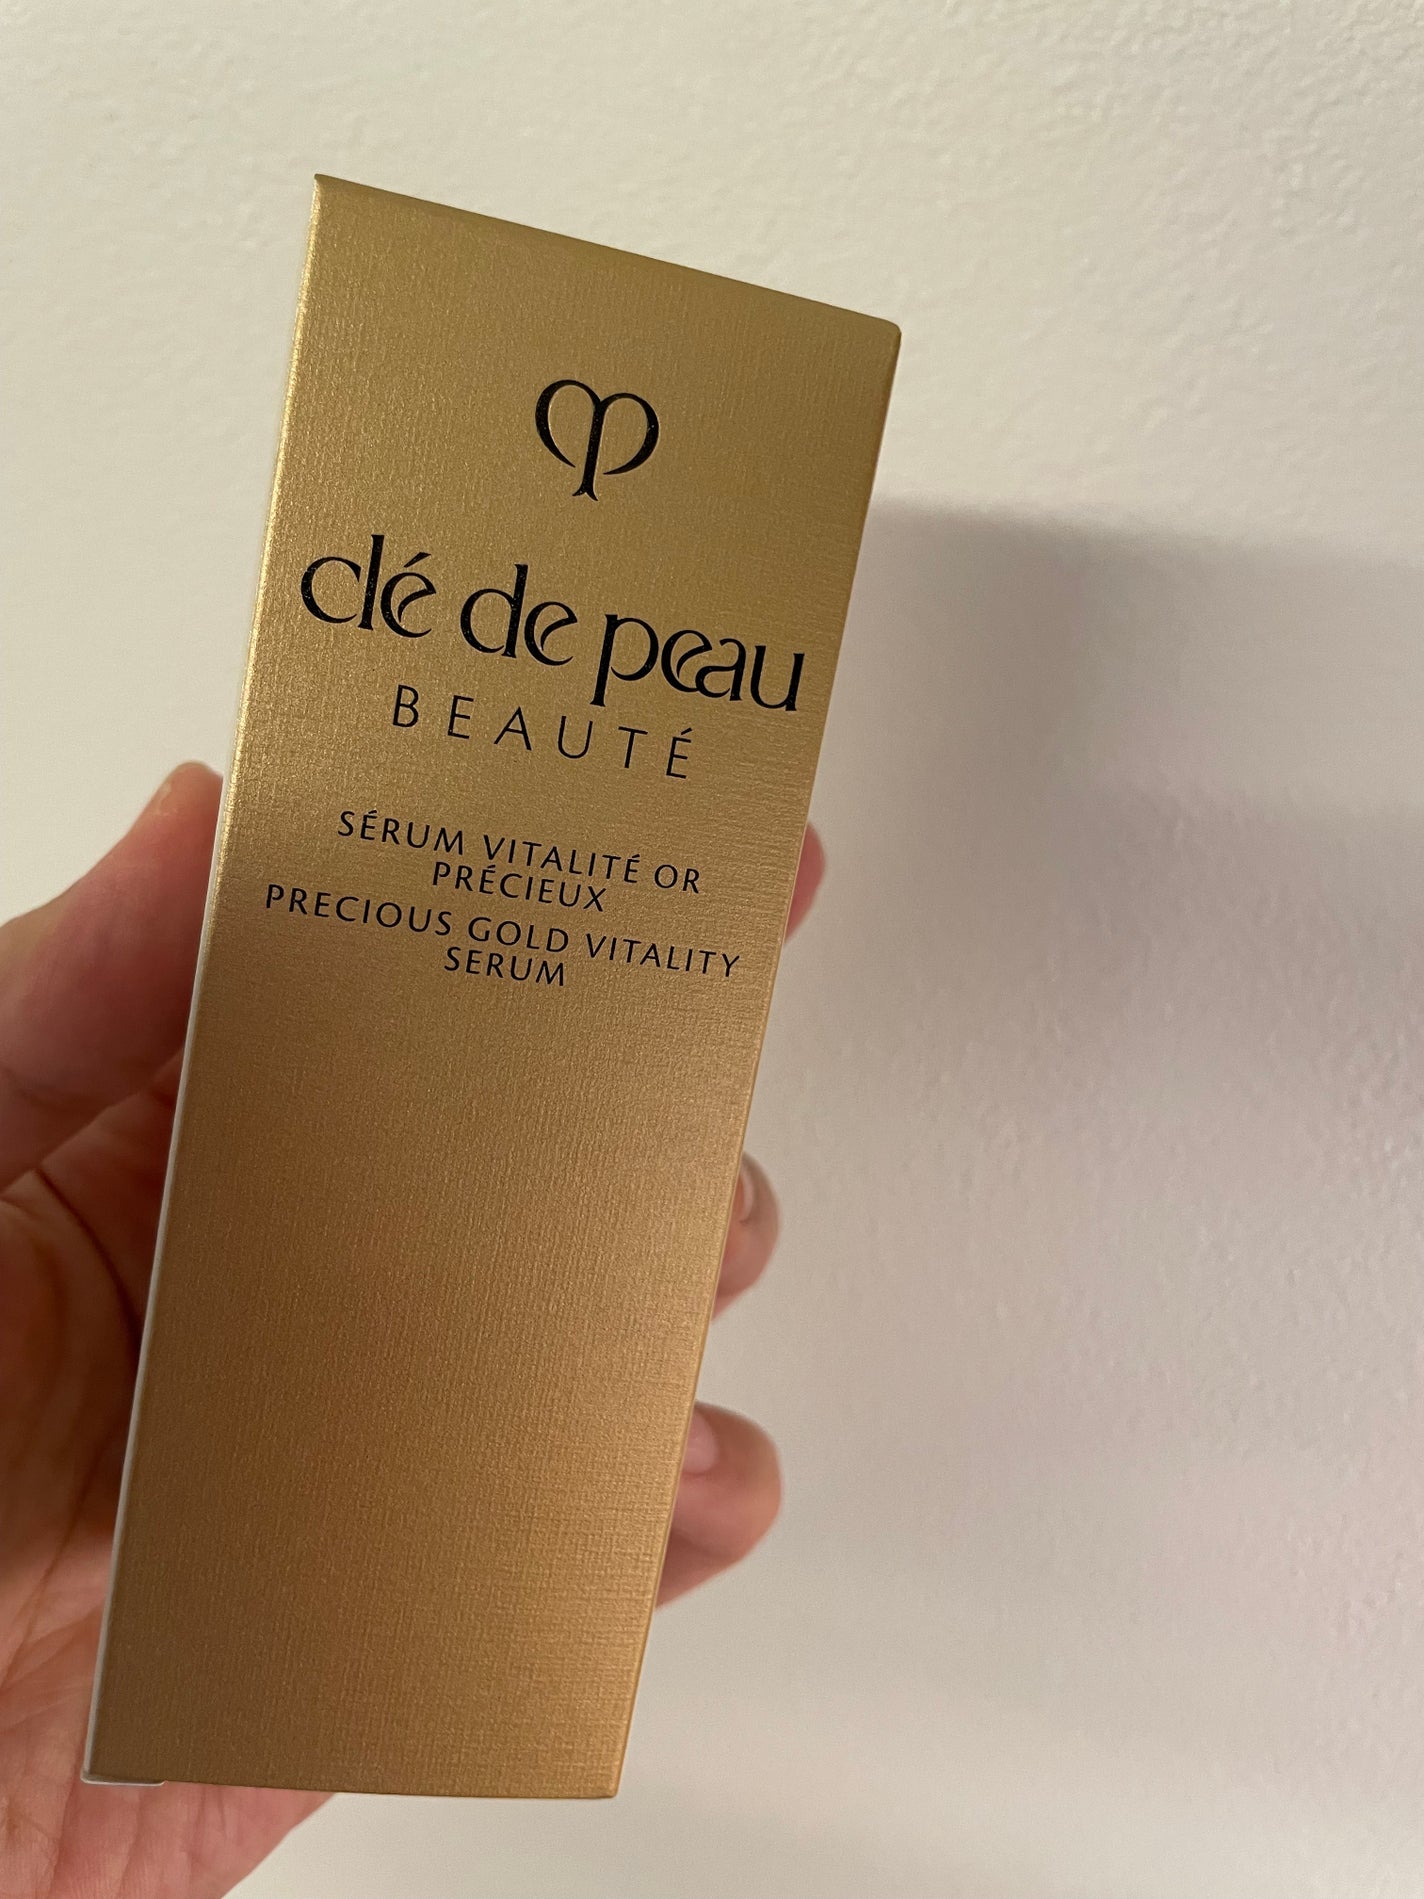 clé de peau
BEAUTÉ
SÉRUM VITALITÉ OR
PRÉCIEUX
PRECIOUS GOLD VITALITY
SERUM